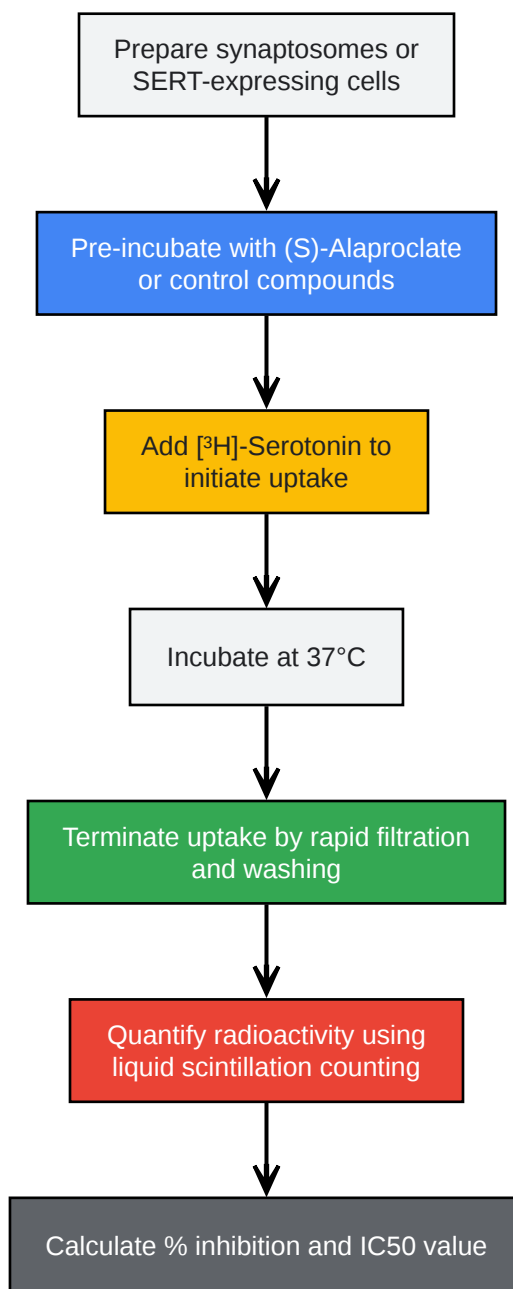 Prepare synaptosomes or
SERT-expressing cells
Pre-incubate with (S)-Alaproclate
or control compounds
Add [³H]-Serotonin to
initiate uptake
Incubate at 37°C
Terminate uptake by rapid filtration
and washing
Quantify radioactivity using
liquid scintillation counting
Calculate % inhibition and IC50 value